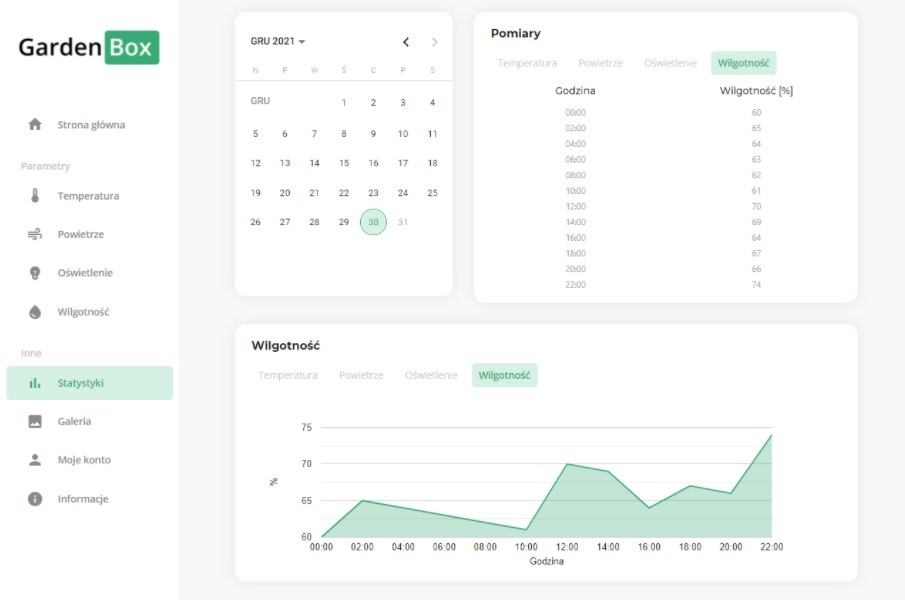 Garden Box
Strona główna
Parametry
Temperatura
Powietrze
Oświetlenie
Wilgotność
Inne
Statystyki
Galeria
Moje konto
Informacje
GRU 2021
N P W Ś C P S
GRU 1 2 3 4
5 6 7 8 9 10 11
12 13 14 15 16 17 18
19 20 21 22 23 24 25
26 27 28 29 30 31
Pomiary
Temperatura Powietrze Oświetlenie Wilgotność
Godzina Wilgotność [%]
00:00 60
02:00 65
04:00 64
06:00 63
08:00 62
10:00 61
12:00 70
14:00 69
16:00 64
18:00 67
20:00 66
22:00 74
Wilgotność
Temperatura Powietrze Oświetlenie Wilgotność
75
70
%
65
60
00:00 02:00 04:00 06:00 08:00 10:00 12:00 14:00 16:00 18:00 20:00 22:00
Godzina